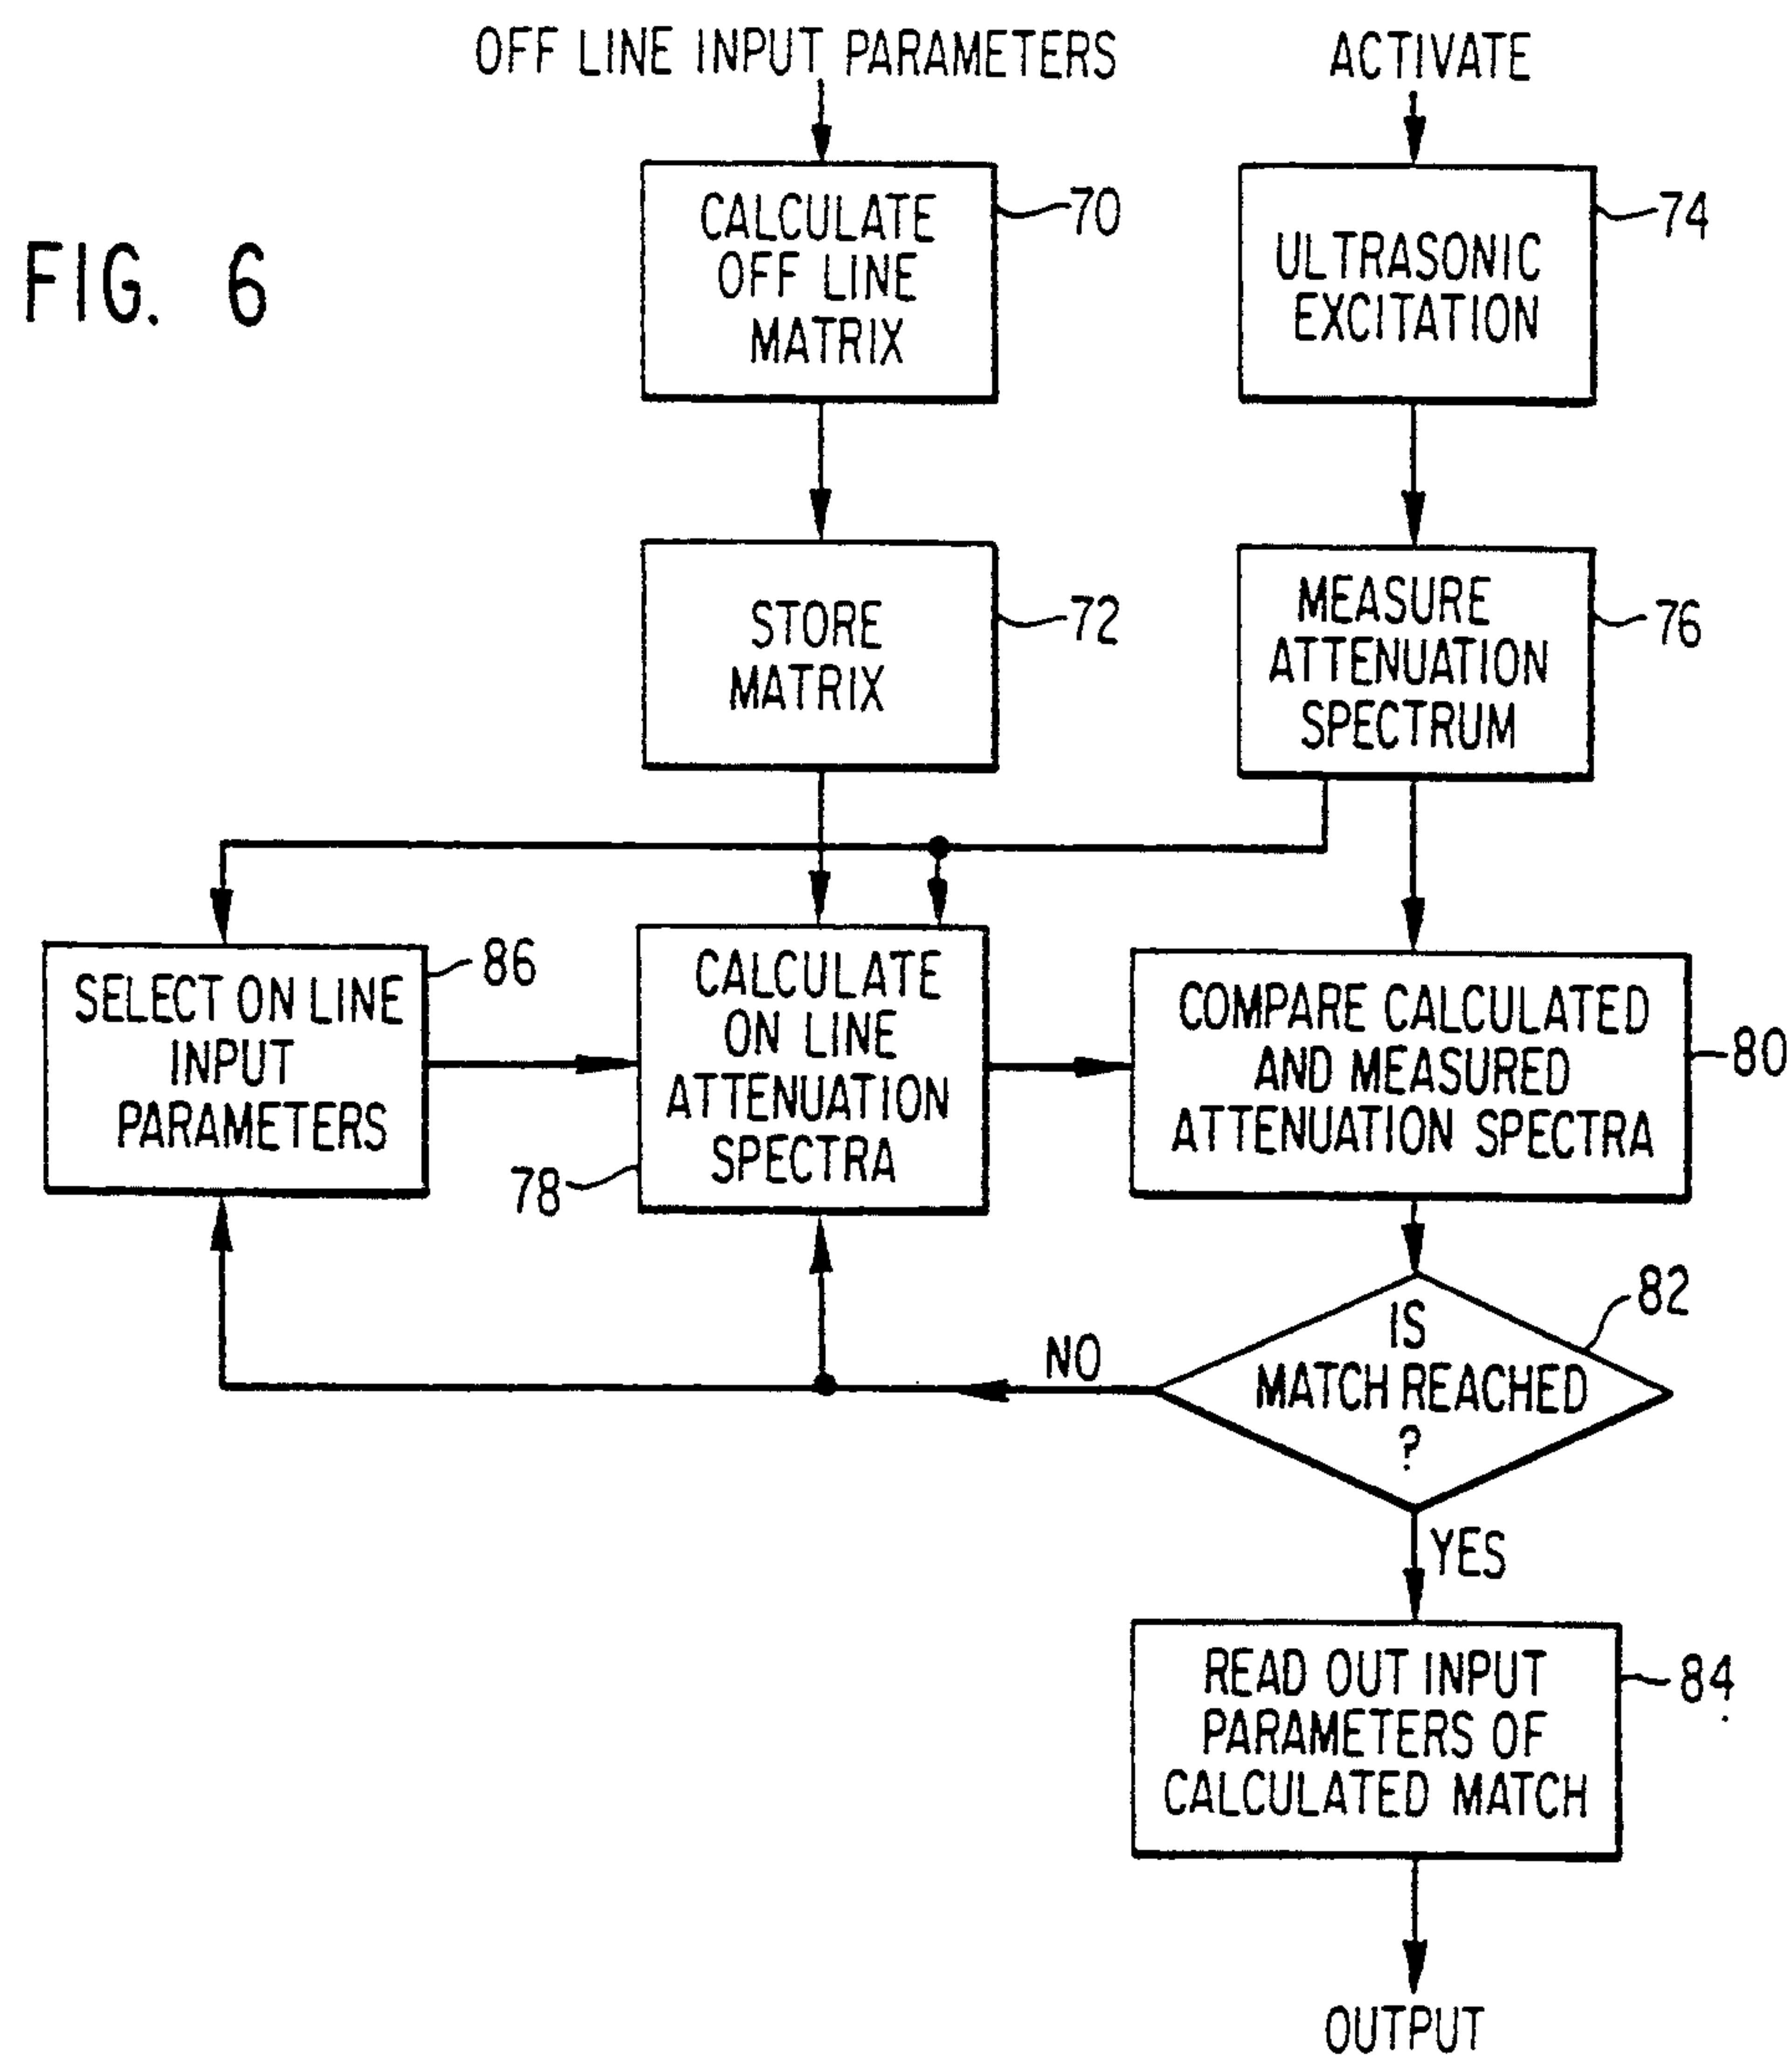 OFF LINE INPUT PARAMETERS
ACTIVATE
FIG. 6
CALCULATE
OFF LINE
MATRIX
70
ULTRASONIC
EXCITATION
74
STORE
MATRIX
72
MEASURE
ATTENUATION
SPECTRUM
76
SELECT ON LINE
INPUT
PARAMETERS
86
CALCULATE
ON LINE
ATTENUATION
SPECTRA
78
COMPARE CALCULATED
AND MEASURED
ATTENUATION SPECTRA
80
IS
MATCH REACHED
?
82
NO
YES
READ OUT INPUT
PARAMETERS OF
CALCULATED MATCH
84
OUTPUT